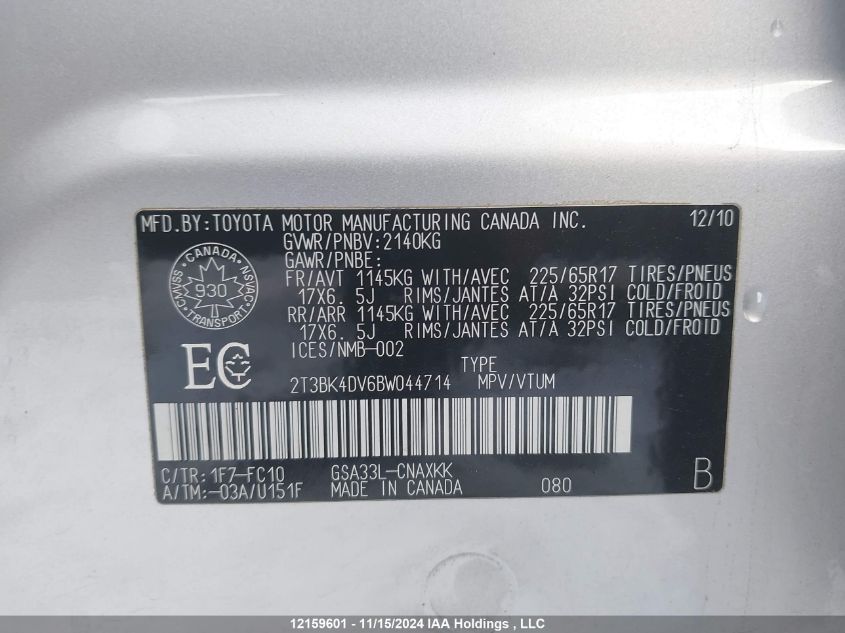 MFD.BY:TOYOTA MOTOR MANUFACTURING CANADA INC. 12/10
GVWR/PNBV:2140KG
GAWR/PNBE:
FR/AVT 1145KG WITH/AVEC 225/65R17 TIRES/PNEUS
17X6.5J RIMS/JANTES AT/À 32PSI COLD/FROID
RR/ARR 1145KG WITH/AVEC 225/65R17 TIRES/PNEUS
17X6.5J RIMS/JANTES AT/À 32PSI COLD/FROID
ICES/NMB-002
CANADA
CMVSS
NSVAC
930
TRANSPORT
EC
TYPE
2T3BK4DV6BW044714 MPV/VTUM
C/TR:1F7-FC10 GSA33L-CNAXKK
A/TM:-03A/U151F MADE IN CANADA 080 B
12159601 - 11/15/2024 IAA Holdings , LLC